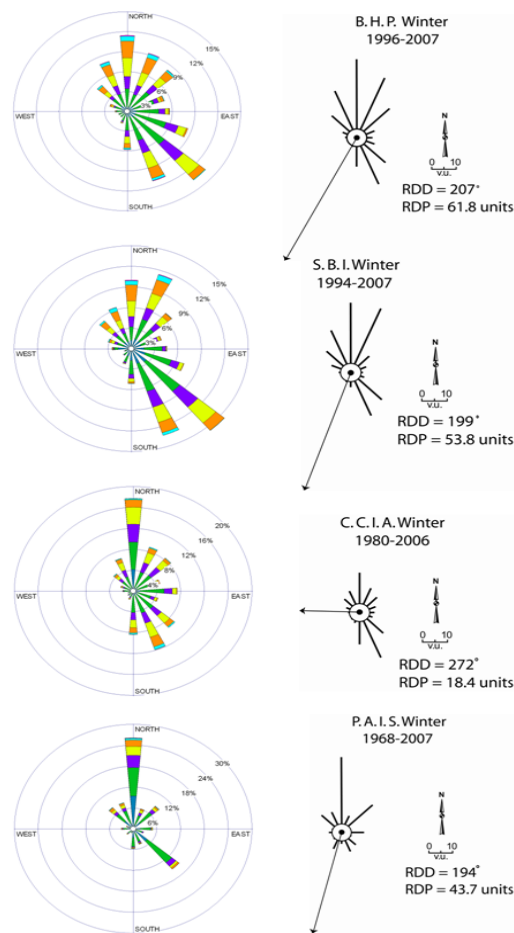 NORTH
15%
12%
9%
6%
3%
WEST
EAST
SOUTH
B.H.P. Winter
1996-2007
N
0 10
v.u.
RDD = 207°
RDP = 61.8 units
NORTH
15%
12%
9%
6%
3%
WEST
EAST
SOUTH
S.B.I. Winter
1994-2007
N
0 10
v.u.
RDD = 199°
RDP = 53.8 units
NORTH
20%
16%
12%
8%
4%
WEST
EAST
SOUTH
C.C.I.A. Winter
1980-2006
N
0 10
v.u.
RDD = 272°
RDP = 18.4 units
NORTH
30%
24%
18%
12%
6%
WEST
EAST
SOUTH
P.A.I.S. Winter
1968-2007
N
0 10
v.u.
RDD = 194°
RDP = 43.7 units